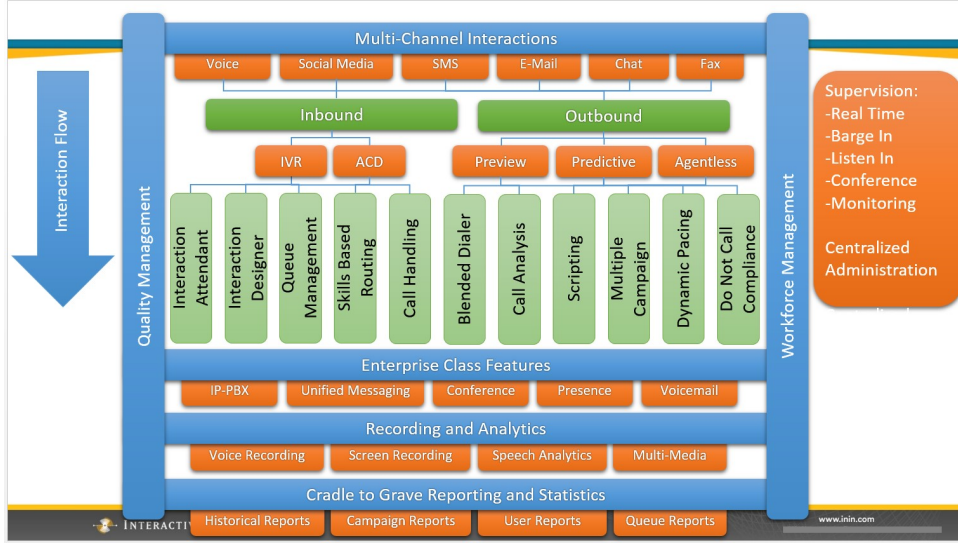 Multi-Channel Interactions
Voice
Social Media
SMS
E-Mail
Chat
Fax
Inbound
Outbound
IVR
ACD
Preview
Predictive
Agentless
Interaction
Attendant
Interaction
Designer
Queue
Management
Skills Based
Routing
Call Handling
Blended Dialer
Call Analysis
Scripting
Multiple
Campaign
Dynamic Pacing
Do Not Call
Compliance
Interaction Flow
Quality Management
Workforce Management
Supervision:
-Real Time
-Barge In
-Listen In
-Conference
-Monitoring
Centralized
Administration
Enterprise Class Features
IP-PBX
Unified Messaging
Conference
Presence
Voicemail
Recording and Analytics
Voice Recording
Screen Recording
Speech Analytics
Multi-Media
Cradle to Grave Reporting and Statistics
Historical Reports
Campaign Reports
User Reports
Queue Reports
www.inin.com